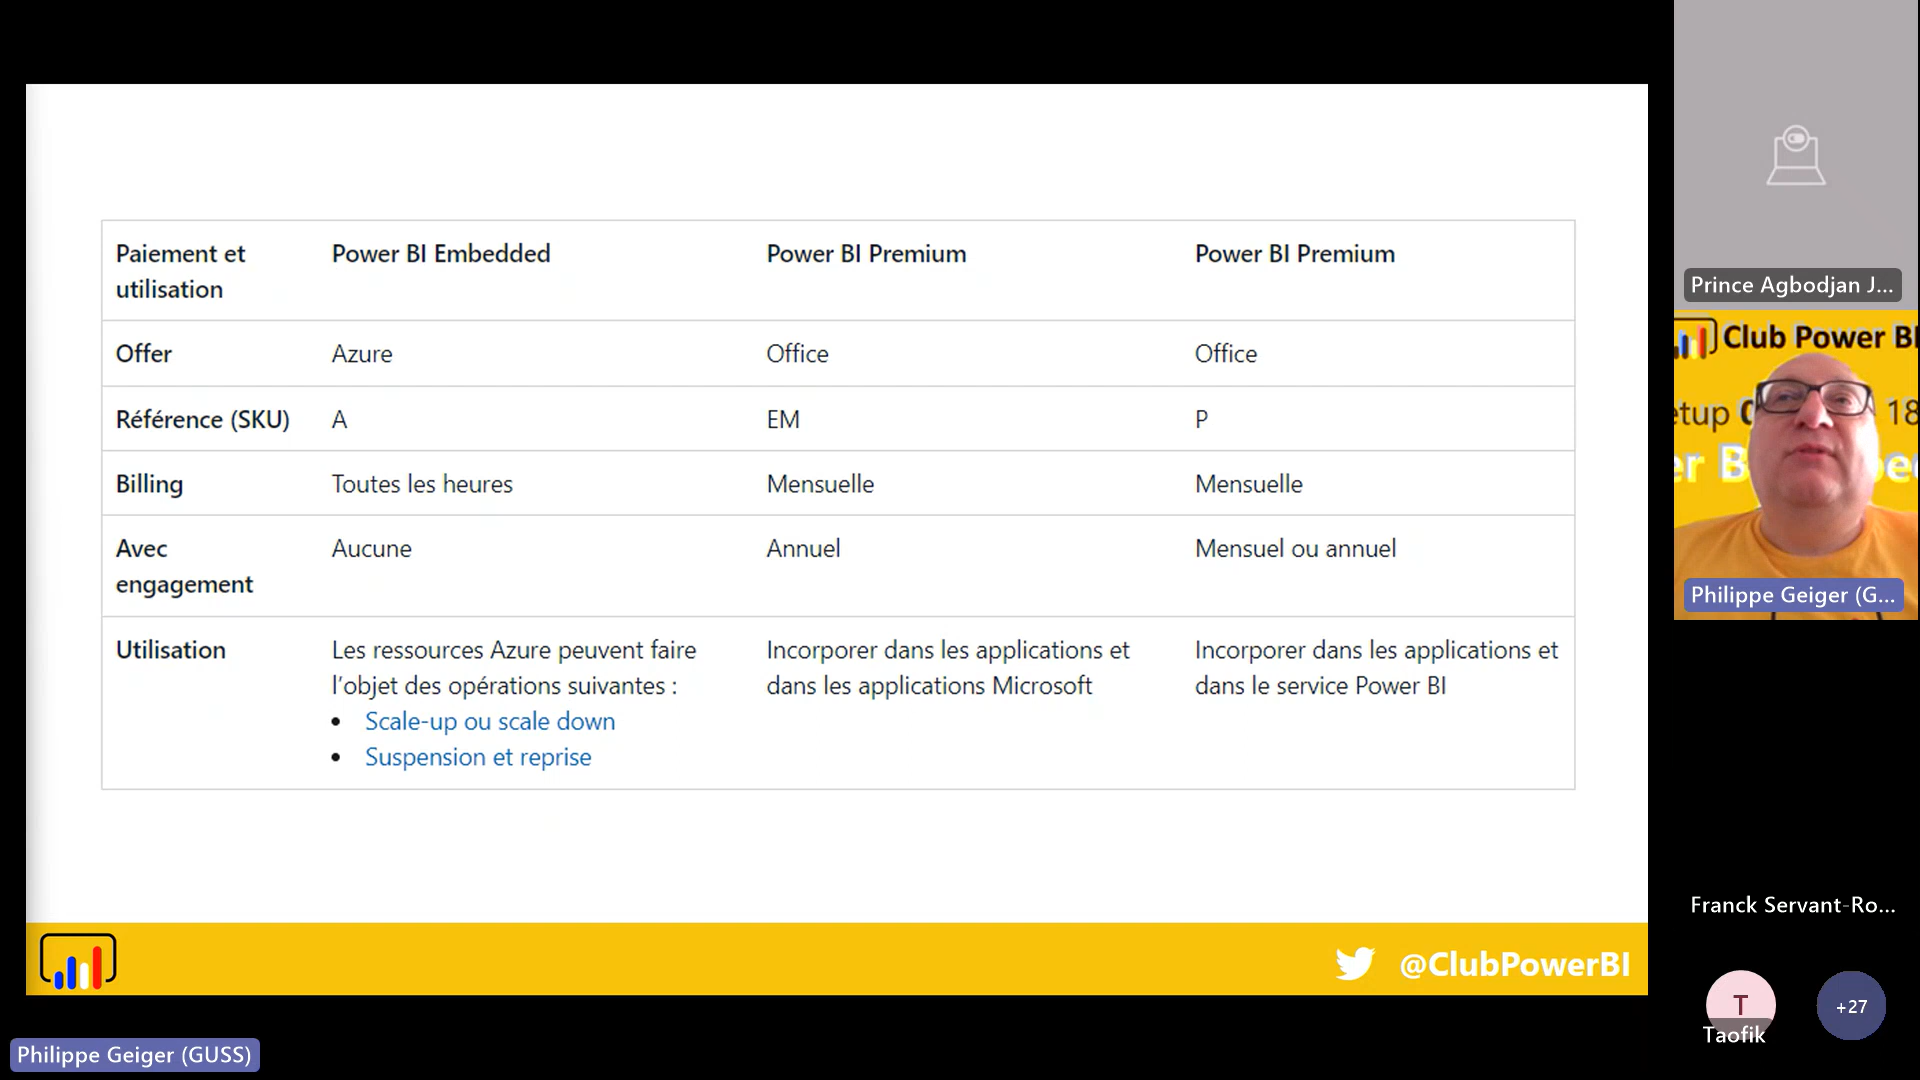 Paiement et
utilisation
Power BI Embedded
Power BI Premium
Power BI Premium
Offer
Azure
Office
Office
Référence (SKU)
A
EM
P
Billing
Toutes les heures
Mensuelle
Mensuelle
Avec
engagement
Aucune
Annuel
Mensuel ou annuel
Utilisation
Les ressources Azure peuvent faire
l'objet des opérations suivantes :
• Scale-up ou scale down
• Suspension et reprise
Incorporer dans les applications et
dans les applications Microsoft
Incorporer dans les applications et
dans le service Power BI
@ClubPowerBI
Philippe Geiger (GUSS)
Prince Agbodjan J...
Club Power BI
etup 18
er B
Philippe Geiger (G...
Franck Servant-Ro...
T
Taofik
+27